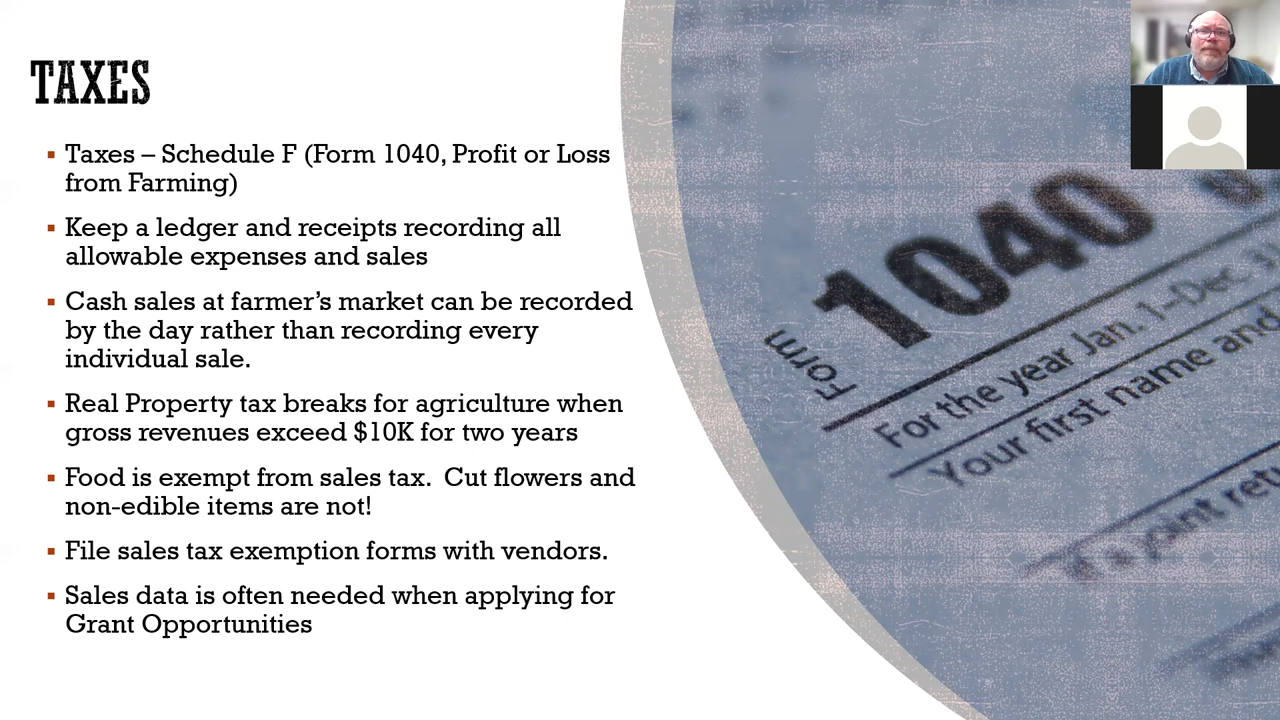 TAXES
▪ Taxes – Schedule F (Form 1040, Profit or Loss
from Farming)
▪ Keep a ledger and receipts recording all
allowable expenses and sales
▪ Cash sales at farmer’s market can be recorded
by the day rather than recording every
individual sale.
▪ Real Property tax breaks for agriculture when
gross revenues exceed $10K for two years
▪ Food is exempt from sales tax.  Cut flowers and
non-edible items are not!
▪ File sales tax exemption forms with vendors.
▪ Sales data is often needed when applying for
Grant Opportunities
Form 1040
For the year Jan. 1–Dec. 3
Your first name and
If a joint retu